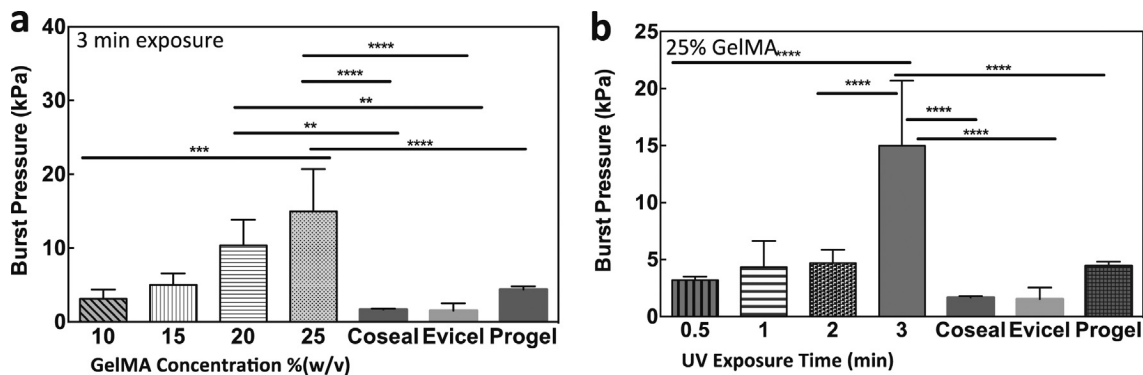 a
3 min exposure
Burst Pressure (kPa)
40
30
20
10
0
****
****
**
**
****
***
10 15 20 25 Coseal Evicel Progel
GelMA Concentration %(w/v)
b
25% GelMA
Burst Pressure (kPa)
25
20
15
10
5
0
****
****
****
****
****
0.5 1 2 3 Coseal Evicel Progel
UV Exposure Time (min)